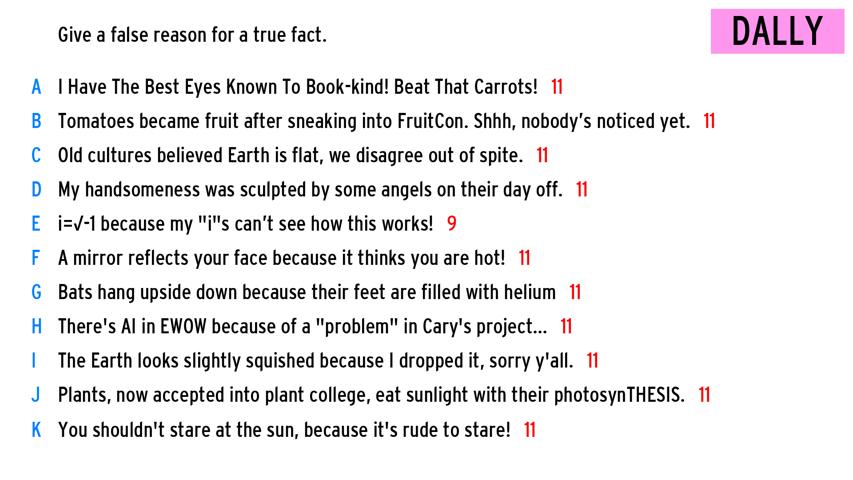 Give a false reason for a true fact.
DALLY
A I Have The Best Eyes Known To Book-kind! Beat That Carrots! 11
B Tomatoes became fruit after sneaking into FruitCon. Shhh, nobody’s noticed yet. 11
C Old cultures believed Earth is flat, we disagree out of spite. 11
D My handsomeness was sculpted by some angels on their day off. 11
E i=√-1 because my "i"s can’t see how this works! 9
F A mirror reflects your face because it thinks you are hot! 11
G Bats hang upside down because their feet are filled with helium 11
H There's AI in EWOW because of a "problem" in Cary's project... 11
I The Earth looks slightly squished because I dropped it, sorry y'all. 11
J Plants, now accepted into plant college, eat sunlight with their photosynTHESIS. 11
K You shouldn't stare at the sun, because it's rude to stare! 11